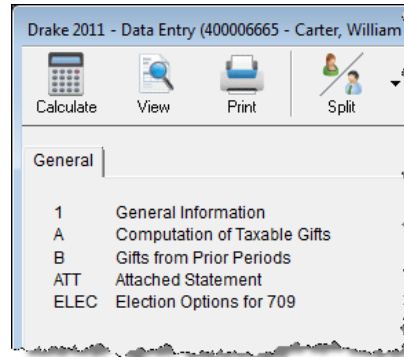 Drake 2011 - Data Entry (400006665 - Carter, William
Calculate View Print Split
General
1 General Information
A Computation of Taxable Gifts
B Gifts from Prior Periods
ATT Attached Statement
ELEC Election Options for 709